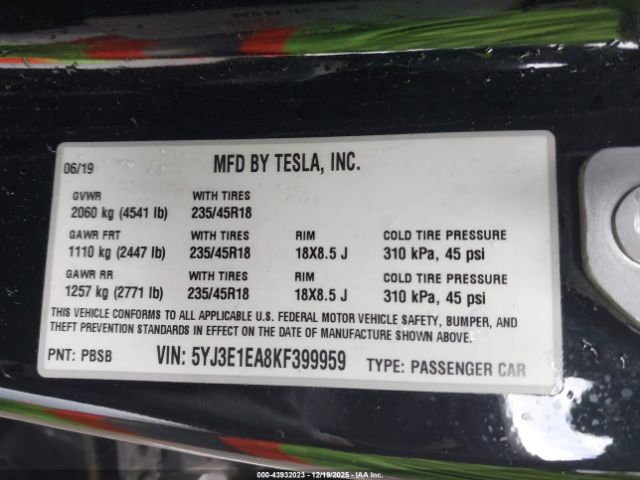 06/19 MFD BY TESLA, INC.
GVWR WITH TIRES
2060 kg (4541 lb) 235/45R18
GAWR FRT WITH TIRES RIM COLD TIRE PRESSURE
1110 kg (2447 lb) 235/45R18 18X8.5 J 310 kPa, 45 psi
GAWR RR WITH TIRES RIM COLD TIRE PRESSURE
1257 kg (2771 lb) 235/45R18 18X8.5 J 310 kPa, 45 psi
THIS VEHICLE CONFORMS TO ALL APPLICABLE U.S. FEDERAL MOTOR VEHICLE SAFETY, BUMPER, AND
THEFT PREVENTION STANDARDS IN EFFECT ON THE DATE OF MANUFACTURE SHOWN ABOVE.
PNT: PBSB VIN: 5YJ3E1EA8KF399959 TYPE: PASSENGER CAR
000-43932023 - 12/19/2025 - IAA Inc.